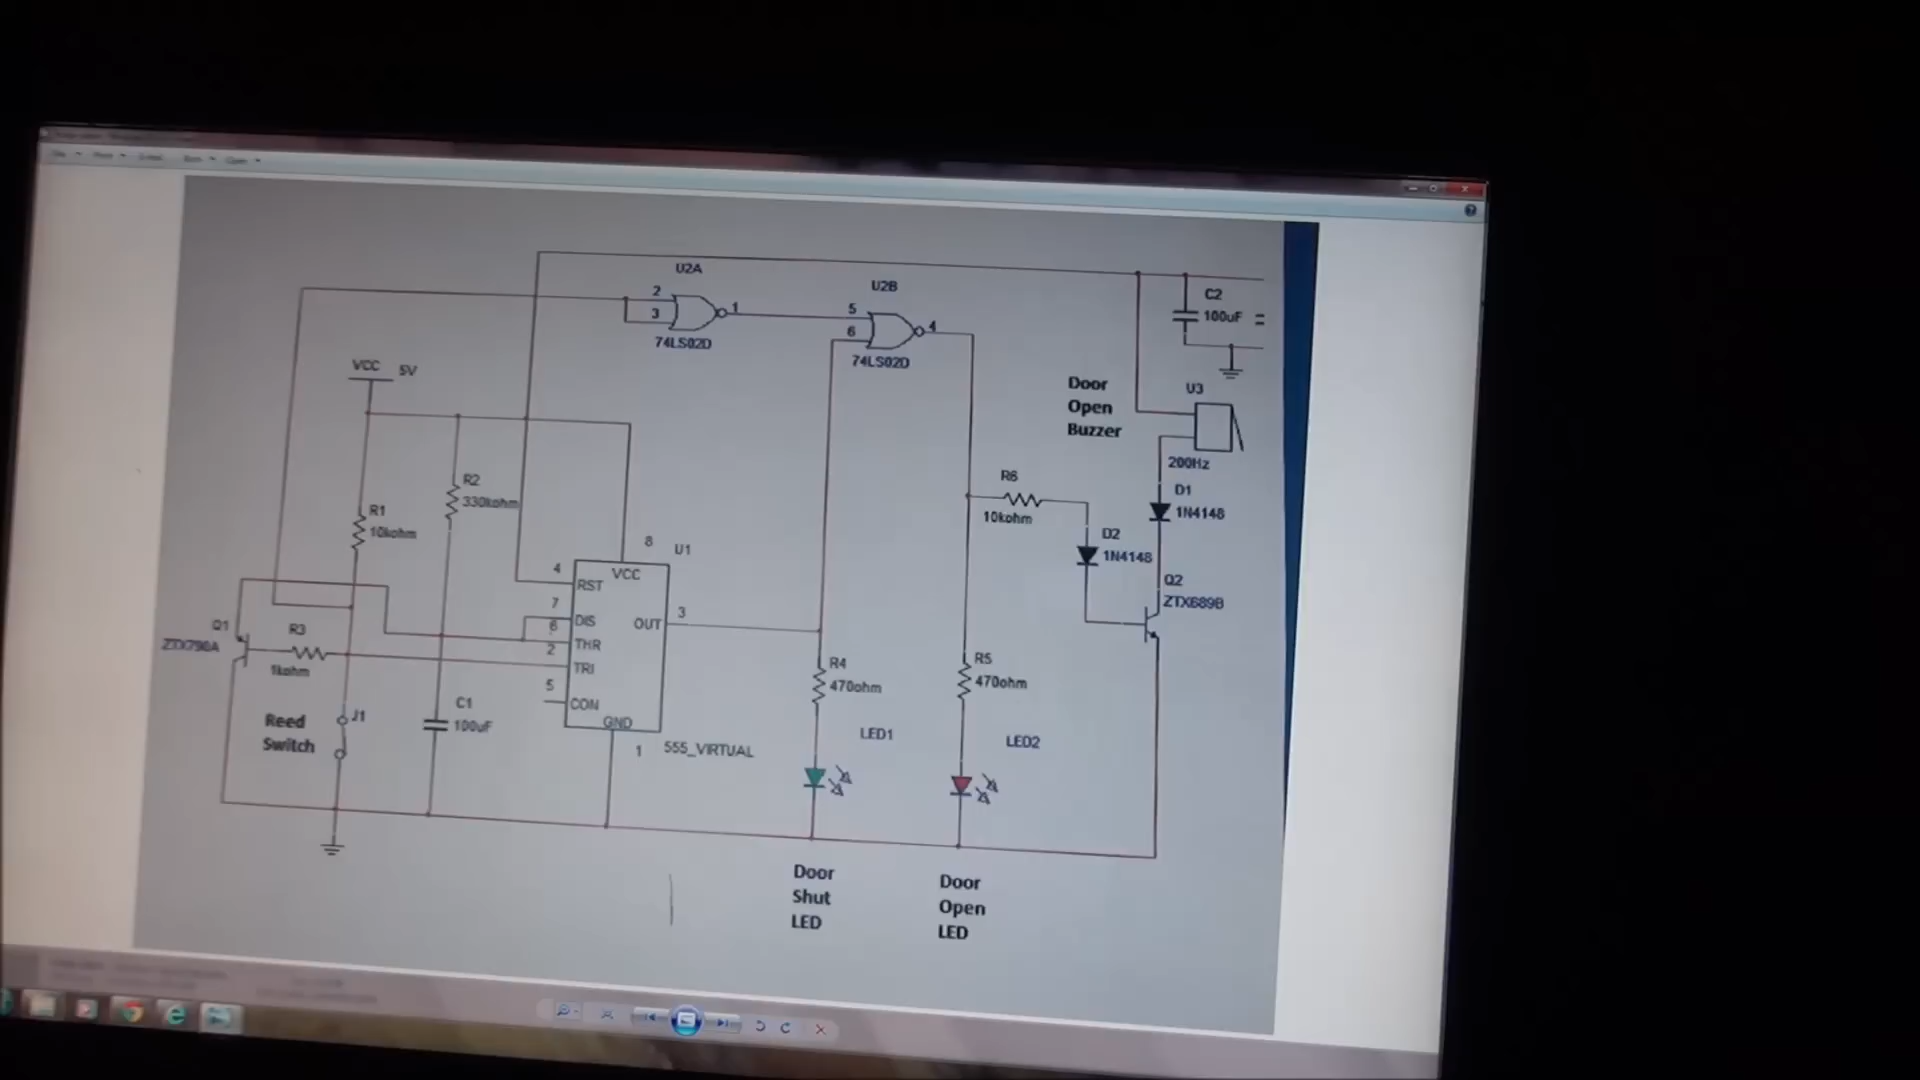 U2A
2
3
1
74LS02D
U2B
5
6
4
74LS02D
C2
100uF
VCC 5V
Door
Open
Buzzer
U3
200Hz
R1
10kohm
R2
330kohm
R6
10kohm
D1
1N4148
D2
1N4148
Q2
ZTX689B
8
U1
VCC
4
RST
7
DIS
6
THR
2
TRI
5
CON
OUT
3
GND
1
555_VIRTUAL
Q1
ZTX790A
R3
1kohm
Reed
Switch
J1
C1
100uF
R4
470ohm
R5
470ohm
LED1
LED2
Door
Shut
LED
Door
Open
LED